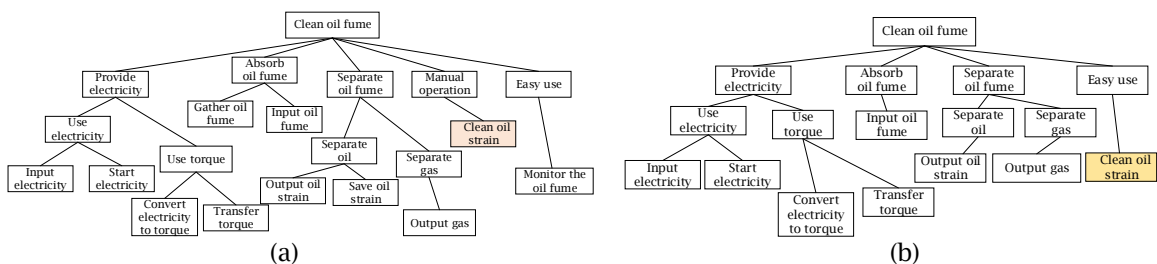 Clean oil fume
Provide
electricity
Absorb
oil fume
Separate
oil fume
Manual
operation
Easy use
Gather oil
fume
Input
oil fume
Use
electricity
Use torque
Separate
oil
Separate
gas
Clean oil
strain
Monitor the
oil fume
Input
electricity
Start
electricity
Convert
electricity
to torque
Transfer
torque
Output oil
strain
Save oil
strain
Output gas
(a)
Clean oil fume
Provide
electricity
Absorb
oil fume
Separate
oil fume
Easy use
Use
electricity
Use
torque
Input
oil fume
Separate
oil
Separate
gas
Input
electricity
Start
electricity
Convert
electricity
to torque
Transfer
torque
Output oil
strain
Output gas
Clean oil
strain
(b)